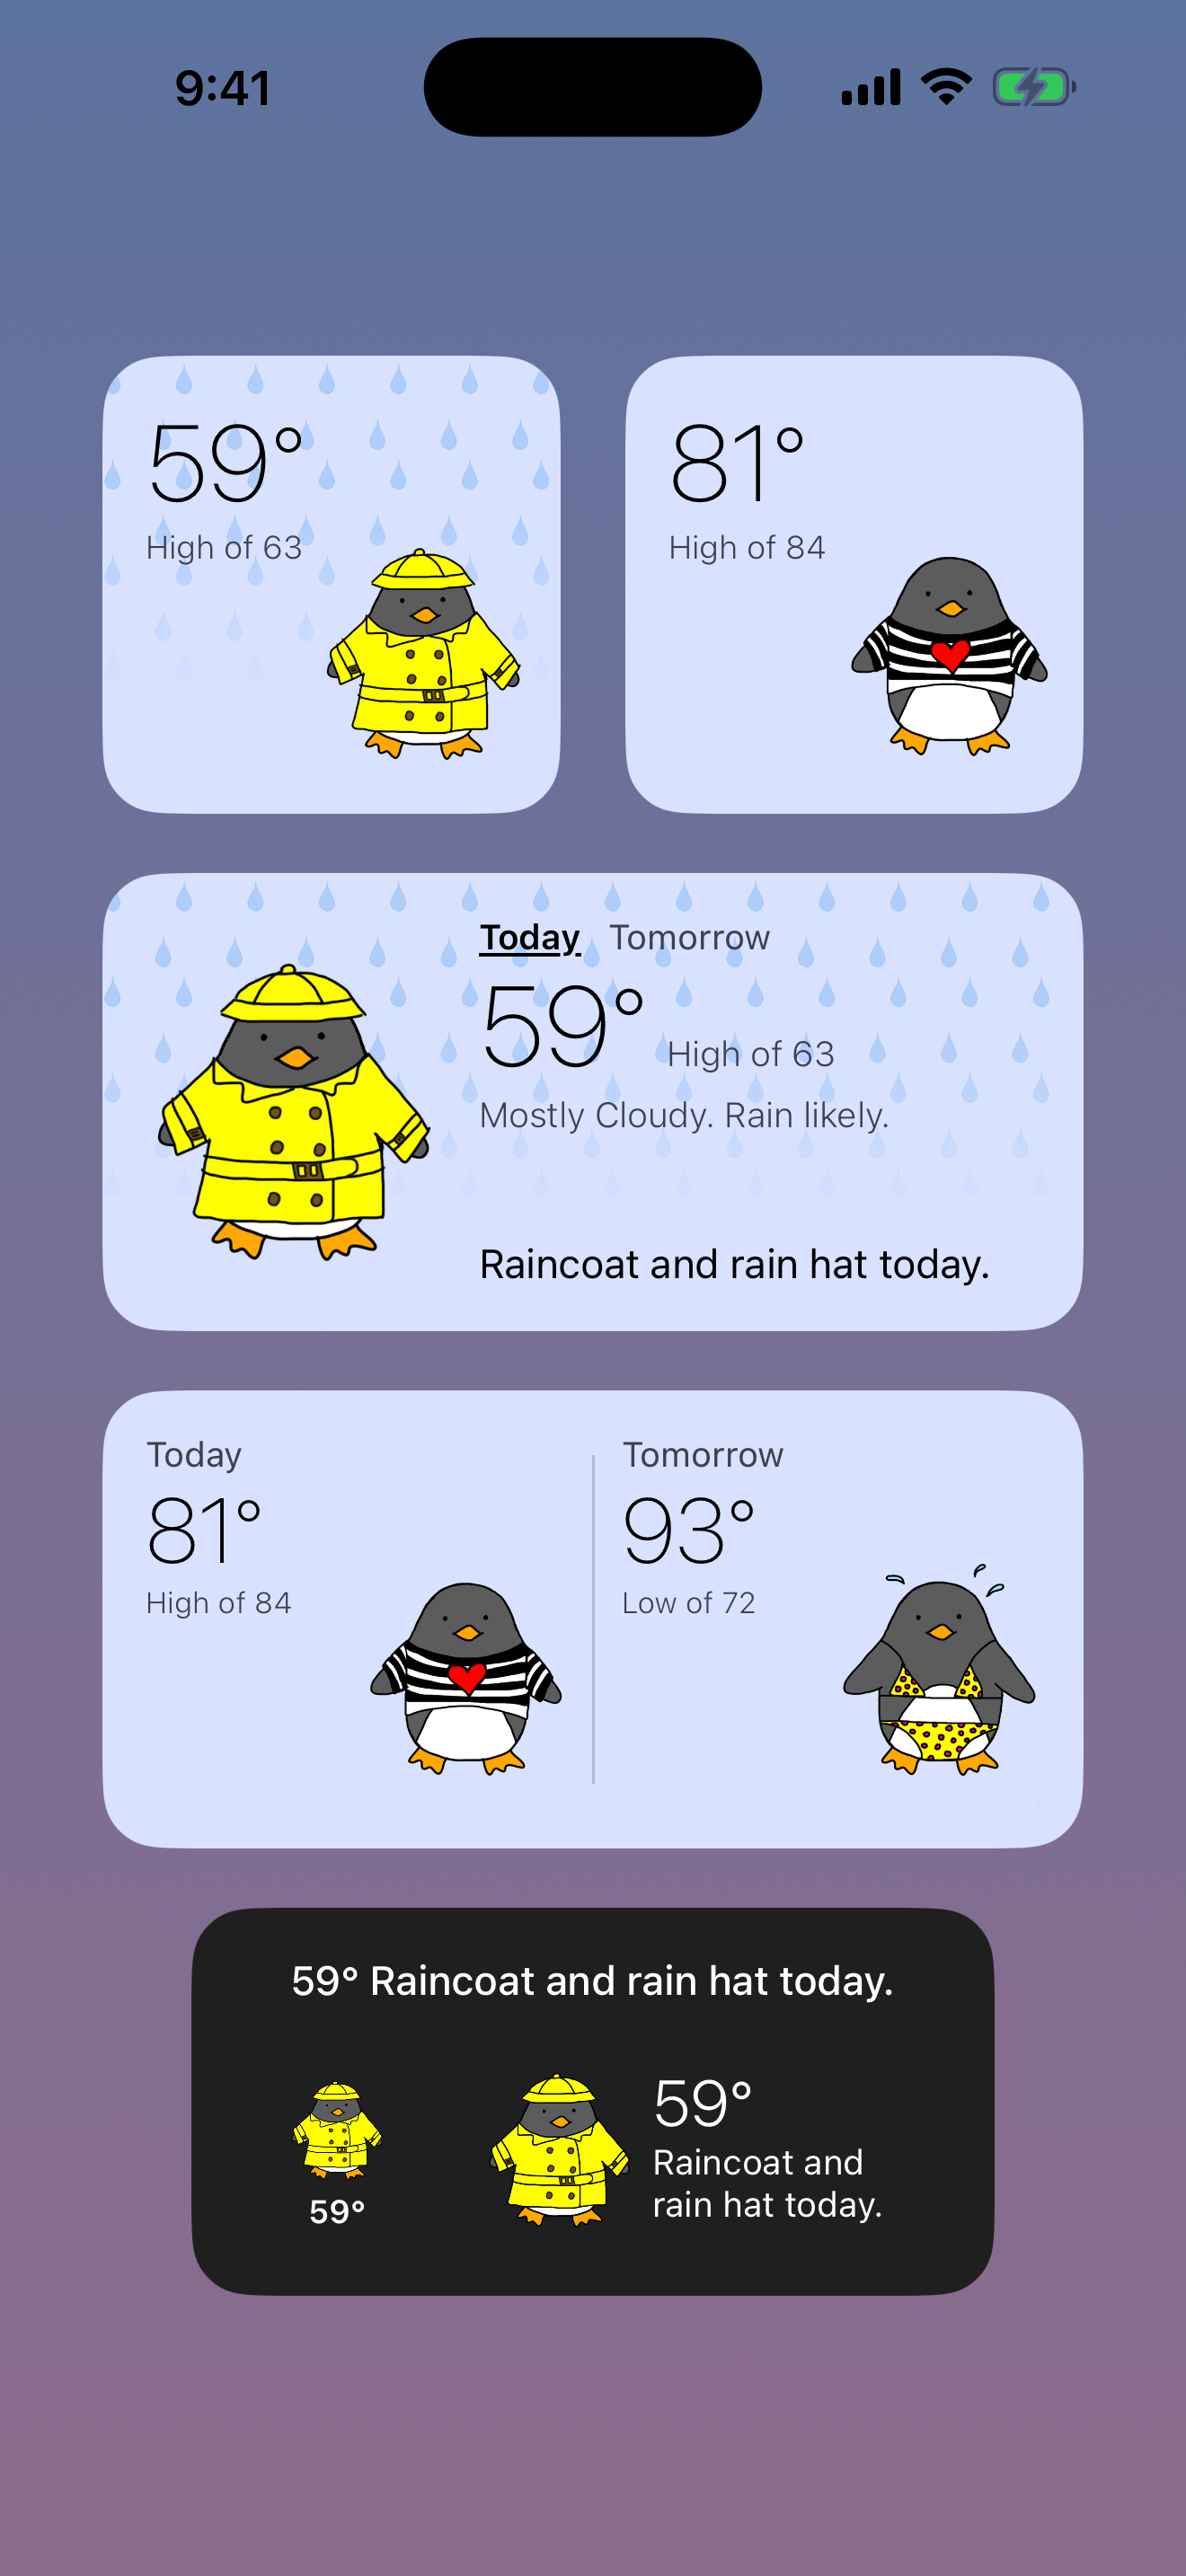 9:41
59°
High of 63
81°
High of 84
Today Tomorrow
59° High of 63
Mostly Cloudy. Rain likely.
Raincoat and rain hat today.
Today
81°
High of 84
Tomorrow
93°
Low of 72
59° Raincoat and rain hat today.
59°
59°
Raincoat and
rain hat today.